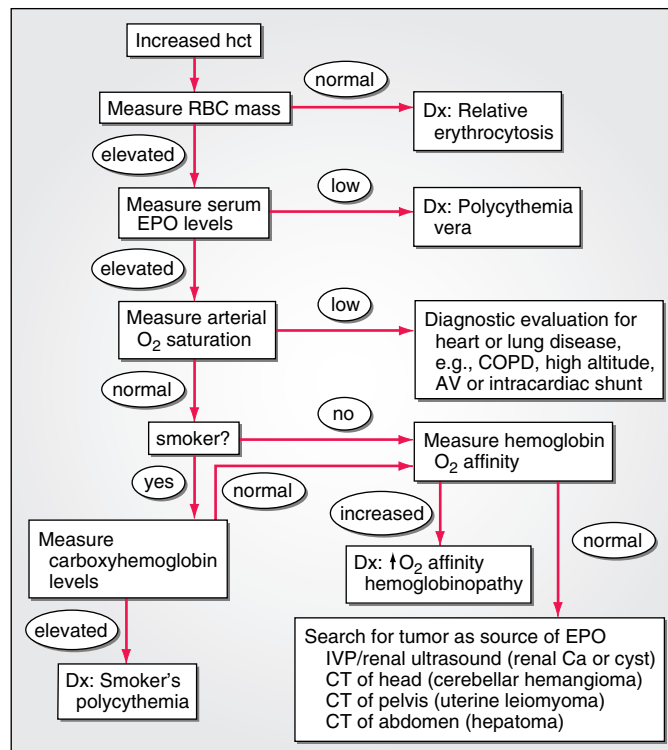 Increased hct
normal
Measure RBC mass
Dx: Relative
erythrocytosis
elevated
Measure serum
EPO levels
low
Dx: Polycythemia
vera
elevated
Measure arterial
O2 saturation
low
Diagnostic evaluation for
heart or lung disease,
e.g., COPD, high altitude,
AV or intracardiac shunt
normal
smoker?
no
Measure hemoglobin
O2 affinity
yes
normal
Measure
carboxyhemoglobin
levels
increased
normal
Dx: ↑O2 affinity
hemoglobinopathy
elevated
Dx: Smoker's
polycythemia
Search for tumor as source of EPO
IVP/renal ultrasound (renal Ca or cyst)
CT of head (cerebellar hemangioma)
CT of pelvis (uterine leiomyoma)
CT of abdomen (hepatoma)